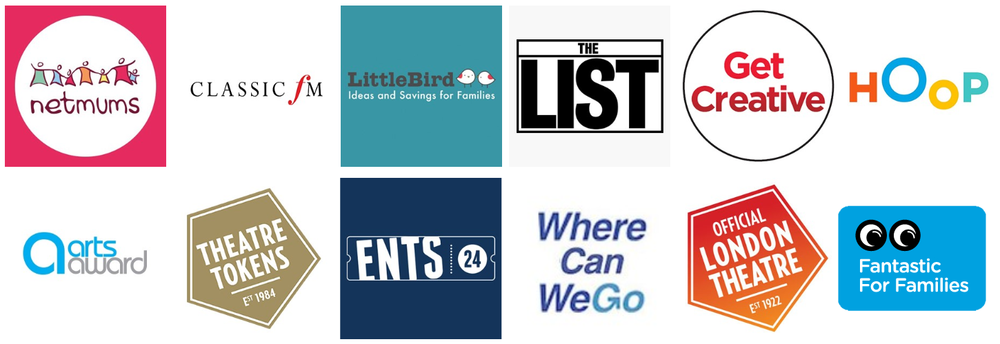 netmums
CLASSIC fM
LittleBird
Ideas and Savings for Families
THE
LIST
Get
Creative
HOOP
a arts
award
THEATRE
TOKENS
EST 1984
ENTS 24
Where
Can
WeGo
OFFICIAL
LONDON
THEATRE
EST 1922
Fantastic
For Families